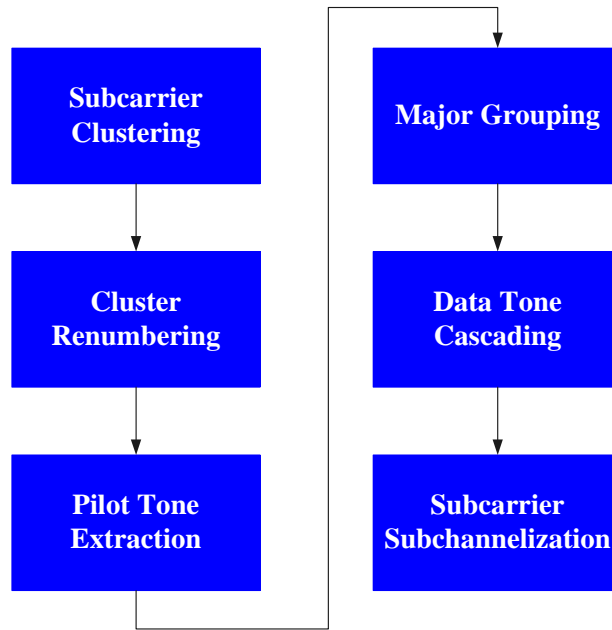 Subcarrier
Clustering
Cluster
Renumbering
Pilot Tone
Extraction
Major Grouping
Data Tone
Cascading
Subcarrier
Subchannelization